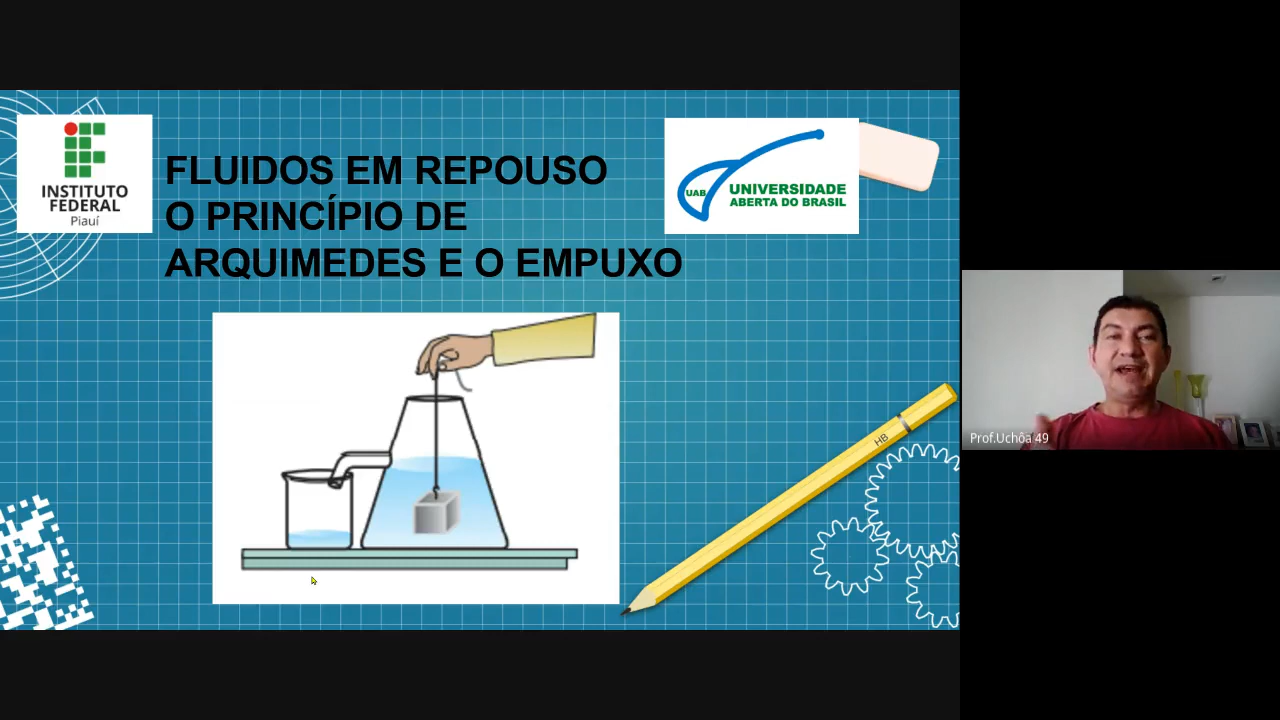 INSTITUTO
FEDERAL
Piauí
FLUIDOS EM REPOUSO
O PRINCÍPIO DE
ARQUIMEDES E O EMPUXO
UAB
UNIVERSIDADE
ABERTA DO BRASIL
HB
Prof.Uchôa 49